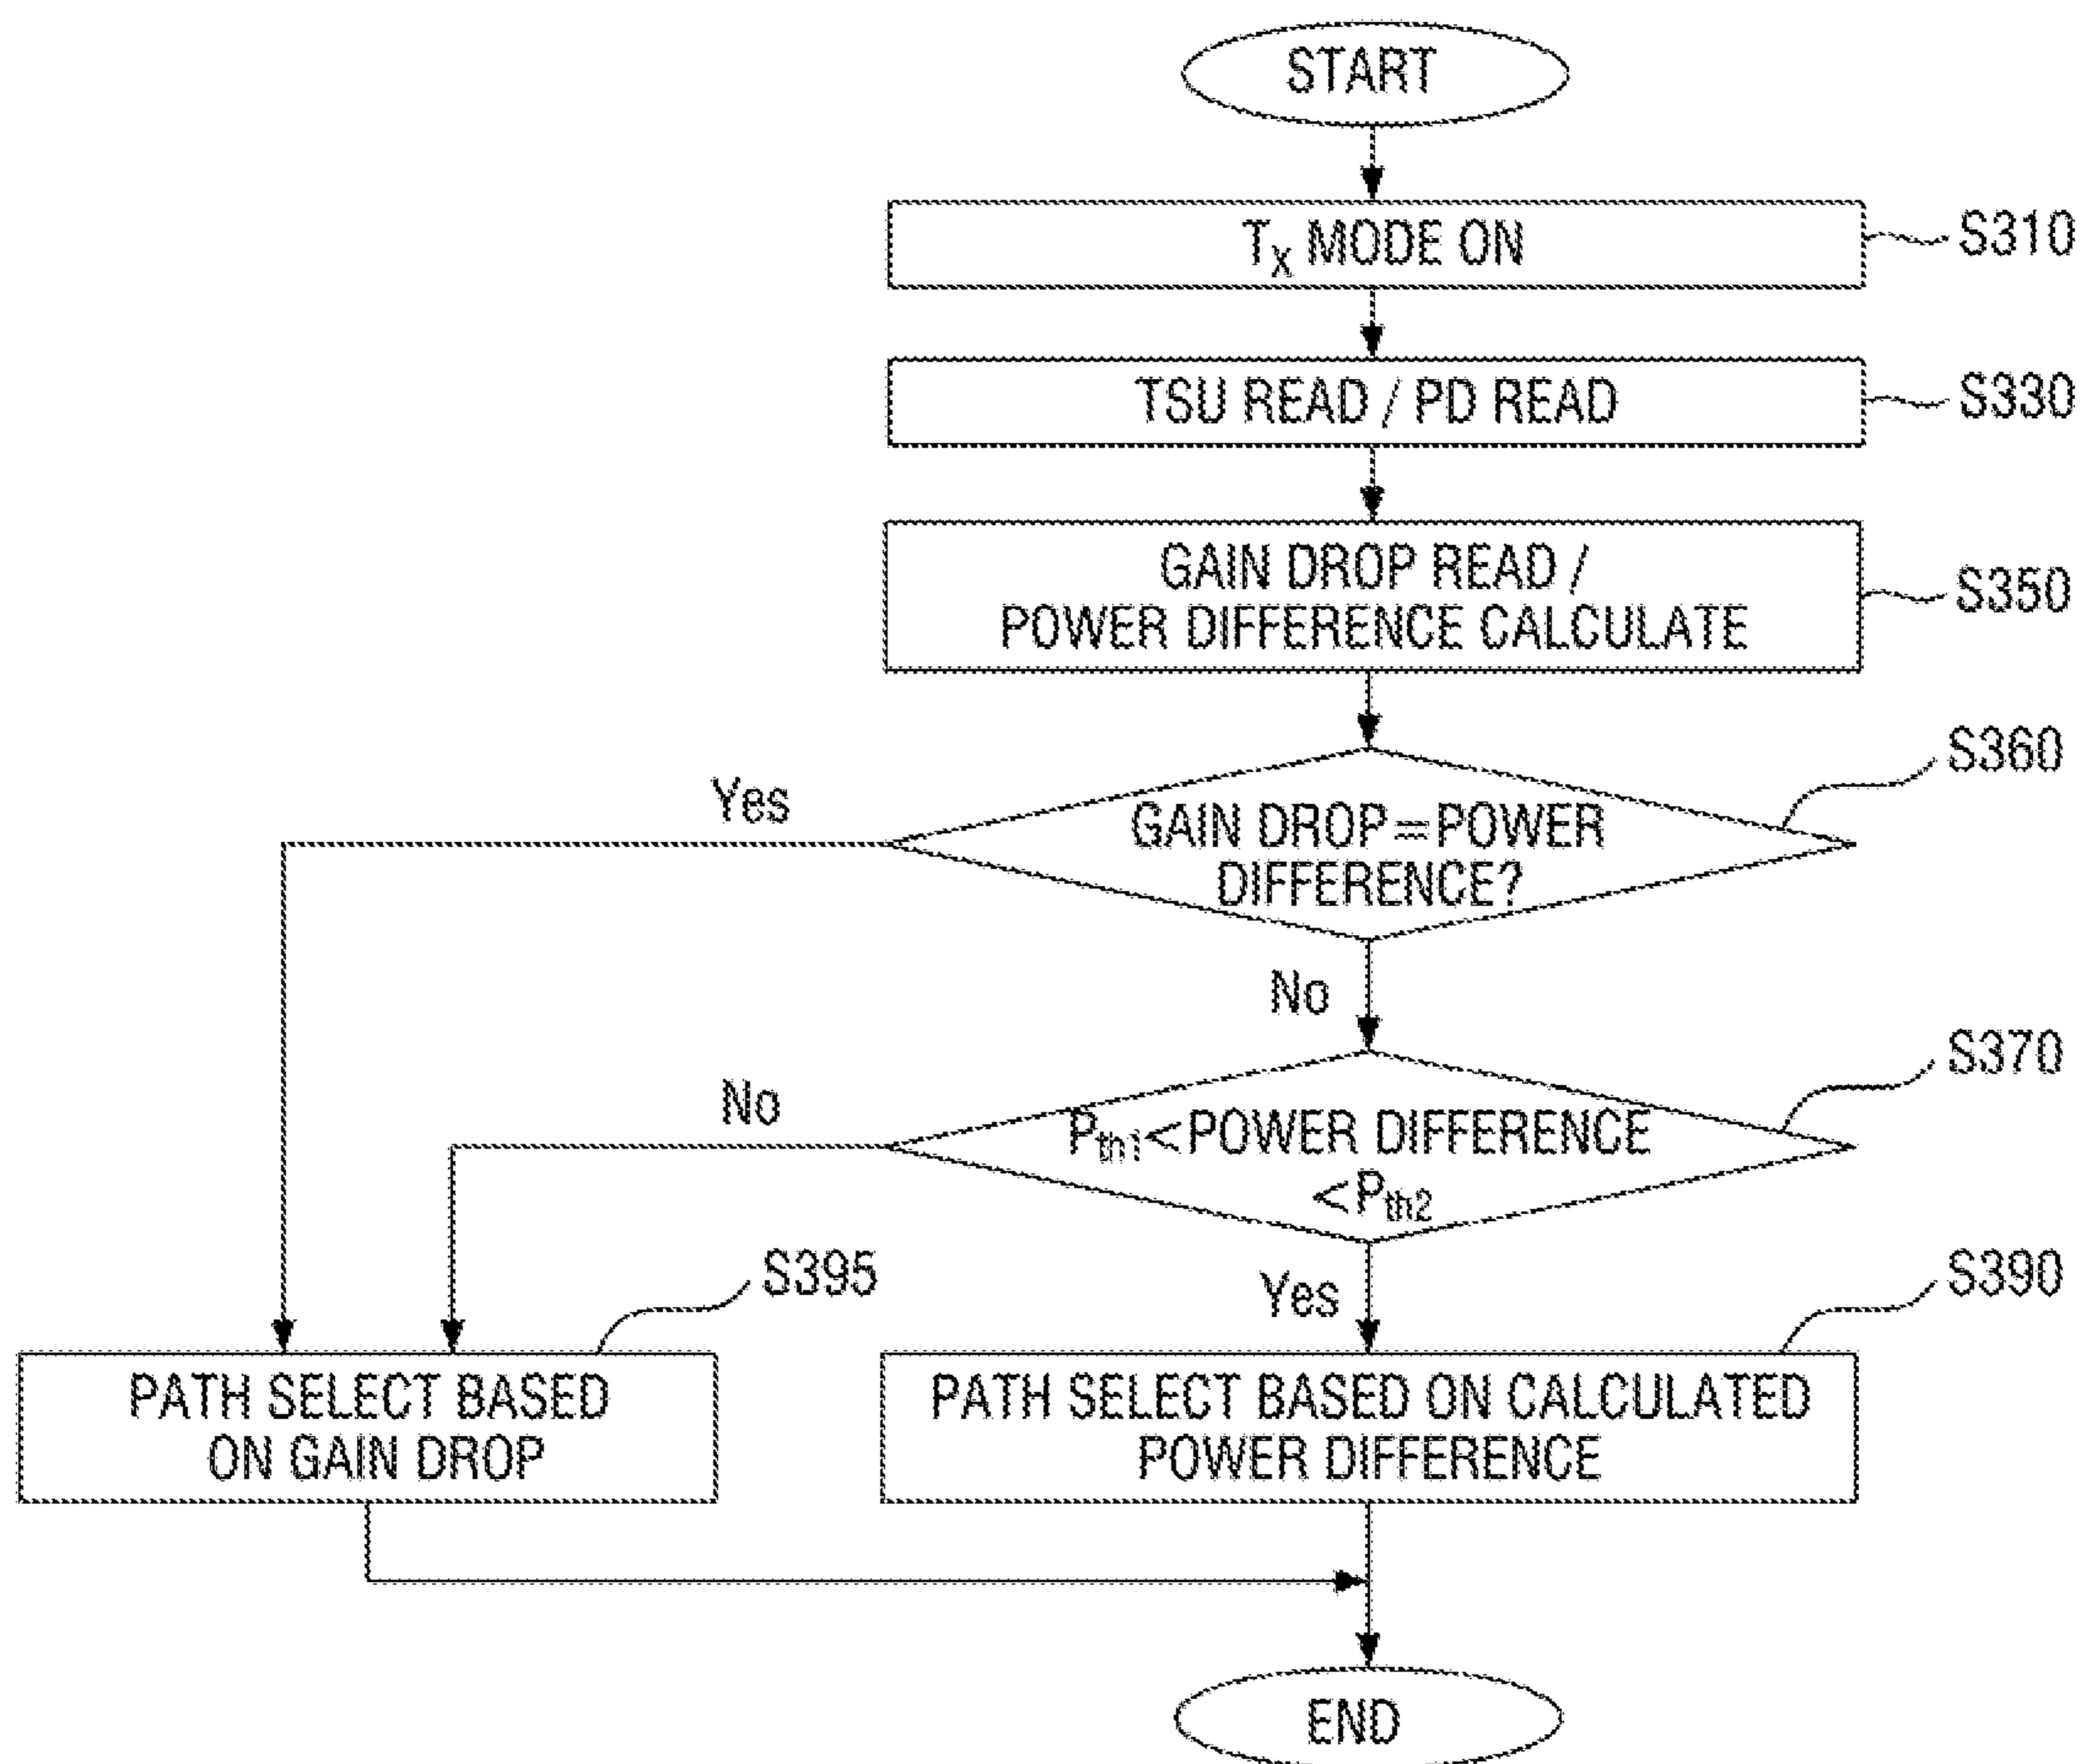 START
Tx MODE ON
S310
TSU READ / PD READ
S330
GAIN DROP READ /
POWER DIFFERENCE CALCULATE
S350
S360
Yes
GAIN DROP=POWER
DIFFERENCE?
No
S370
No
Pth1<POWER DIFFERENCE
<Pth2
S395
Yes
S390
PATH SELECT BASED
ON GAIN DROP
PATH SELECT BASED ON CALCULATED
POWER DIFFERENCE
END